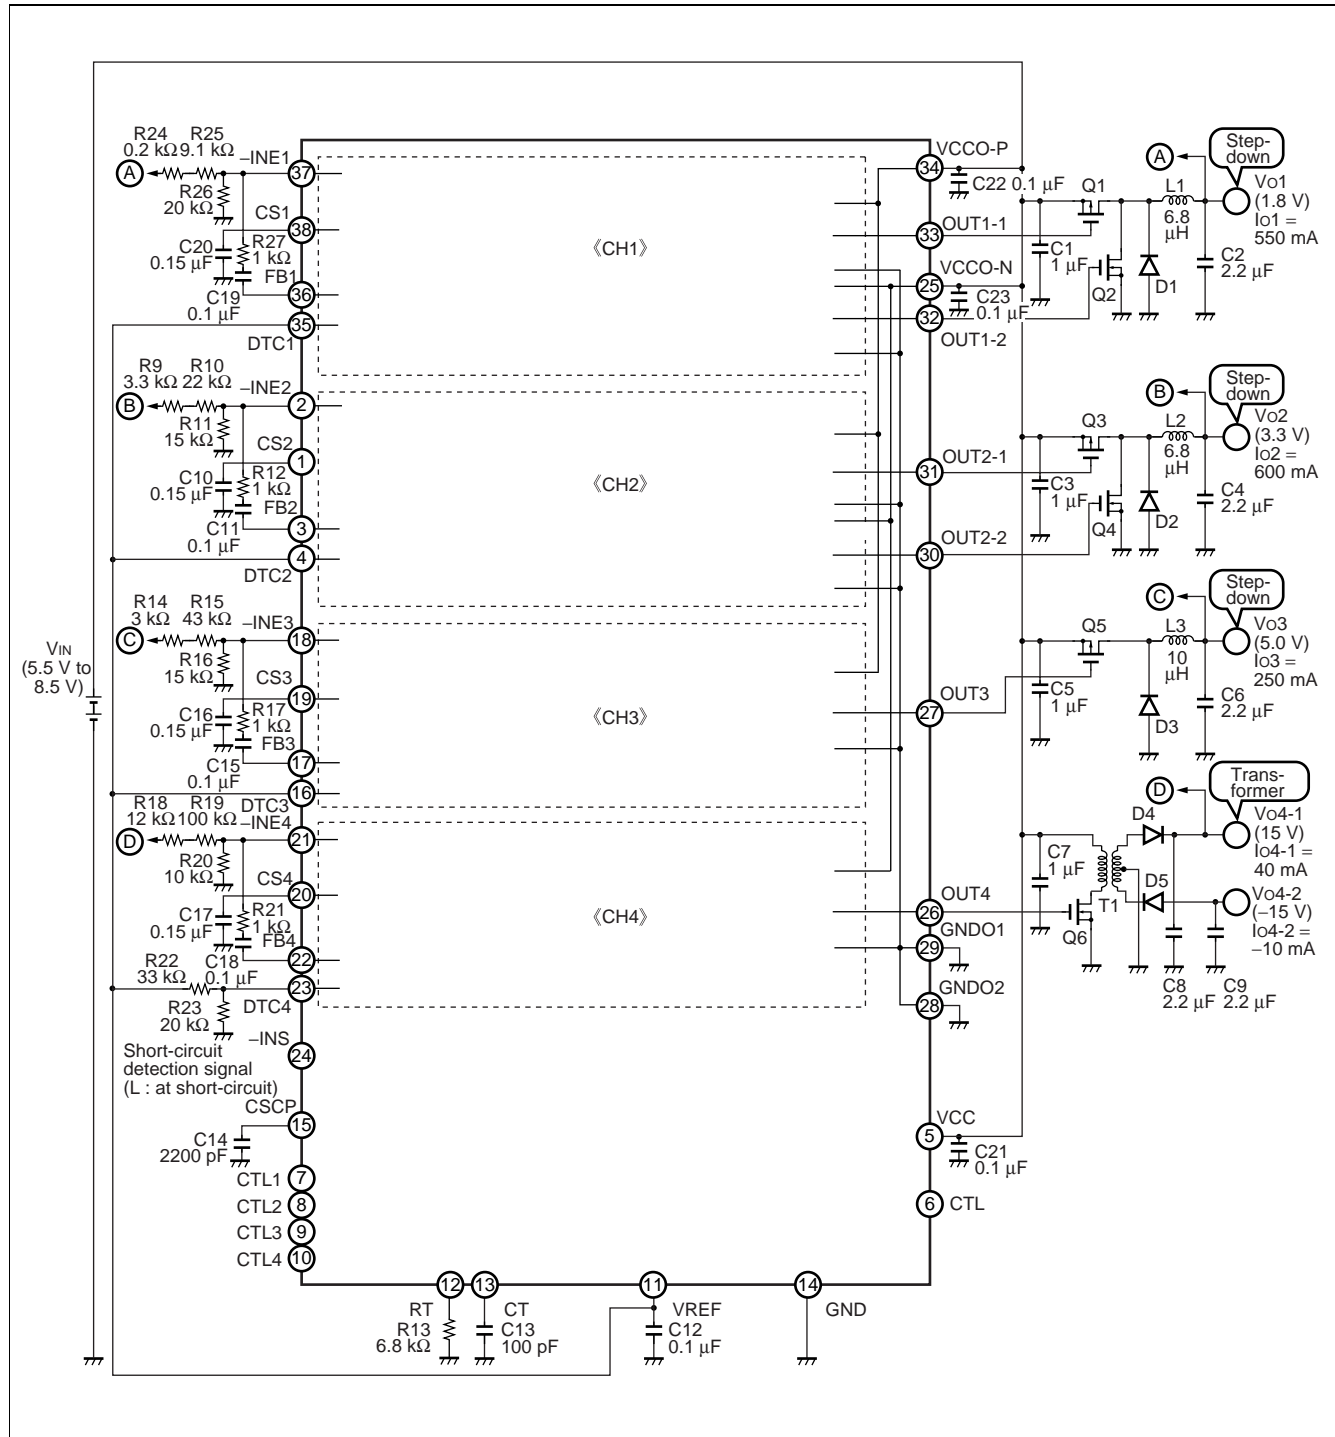 R24 R25
0.2 kΩ 9.1 kΩ
–INE1
A
37
R26
20 kΩ
CS1
38
C20
0.15 µF
R27
1 kΩ
FB1
36
C19
0.1 µF
35
DTC1
《CH1》
R9 R10
3.3 kΩ 22 kΩ
–INE2
B
2
R11
15 kΩ
CS2
1
C10
0.15 µF
R12
1 kΩ
FB2
3
C11
0.1 µF
4
DTC2
《CH2》
R14 R15
3 kΩ 43 kΩ
–INE3
C
18
R16
15 kΩ
CS3
19
C16
0.15 µF
R17
1 kΩ
FB3
17
C15
0.1 µF
16
DTC3
《CH3》
VIN
(5.5 V to
8.5 V)
R18 R19
12 kΩ 100 kΩ
–INE4
D
21
R20
10 kΩ
CS4
20
C17
0.15 µF
R21
1 kΩ
FB4
22
C18
0.1 µF
R22
33 kΩ
23
DTC4
R23
20 kΩ
《CH4》
–INS
24
Short-circuit
detection signal
(L : at short-circuit)
CSCP
15
C14
2200 pF
CTL1
7
CTL2
8
CTL3
9
CTL4
10
12
RT
R13
6.8 kΩ
13
CT
C13
100 pF
11
VREF
C12
0.1 µF
14
GND
VCCO-P
34
C22 0.1 µF
OUT1-1
33
VCCO-N
25
C23
0.1 µF
32
OUT1-2
C1
1 µF
Q1
Q2
D1
L1
6.8
µH
A
C2
2.2 µF
Step-
down
VO1
(1.8 V)
IO1 =
550 mA
OUT2-1
31
OUT2-2
30
C3
1 µF
Q3
Q4
D2
L2
6.8
µH
B
C4
2.2 µF
Step-
down
VO2
(3.3 V)
IO2 =
600 mA
OUT3
27
C5
1 µF
Q5
D3
L3
10
µH
C
C6
2.2 µF
Step-
down
VO3
(5.0 V)
IO3 =
250 mA
OUT4
26
GNDO1
29
GNDO2
28
C7
1 µF
Q6
T1
D4
D5
D
Trans-
former
VO4-1
(15 V)
IO4-1 =
40 mA
VO4-2
(–15 V)
IO4-2 =
–10 mA
C8
2.2 µF
C9
2.2 µF
VCC
5
C21
0.1 µF
6
CTL